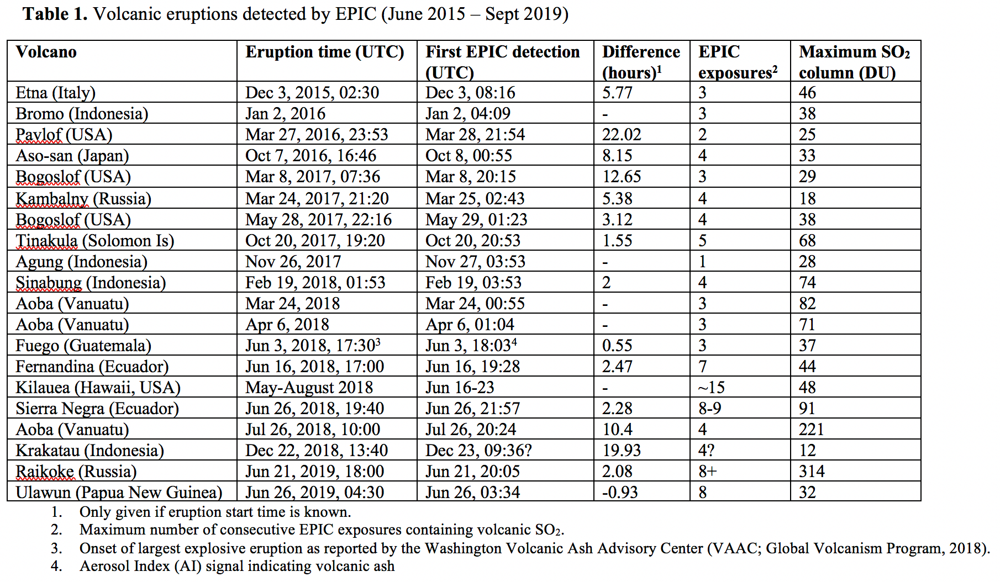 Table 1. Volcanic eruptions detected by EPIC (June 2015 – Sept 2019)
Volcano Eruption time (UTC) First EPIC detection (UTC) Difference (hours)¹ EPIC exposures² Maximum SO₂ column (DU)
Etna (Italy) Dec 3, 2015, 02:30 Dec 3, 08:16 5.77 3 46
Bromo (Indonesia) Jan 2, 2016 Jan 2, 04:09 - 3 38
Pavlof (USA) Mar 27, 2016, 23:53 Mar 28, 21:54 22.02 2 25
Aso-san (Japan) Oct 7, 2016, 16:46 Oct 8, 00:55 8.15 4 33
Bogoslof (USA) Mar 8, 2017, 07:36 Mar 8, 20:15 12.65 3 29
Kambalny (Russia) Mar 24, 2017, 21:20 Mar 25, 02:43 5.38 4 18
Bogoslof (USA) May 28, 2017, 22:16 May 29, 01:23 3.12 4 38
Tinakula (Solomon Is) Oct 20, 2017, 19:20 Oct 20, 20:53 1.55 5 68
Agung (Indonesia) Nov 26, 2017 Nov 27, 03:53 - 1 28
Sinabung (Indonesia) Feb 19, 2018, 01:53 Feb 19, 03:53 2 4 74
Aoba (Vanuatu) Mar 24, 2018 Mar 24, 00:55 - 3 82
Aoba (Vanuatu) Apr 6, 2018 Apr 6, 01:04 - 3 71
Fuego (Guatemala) Jun 3, 2018, 17:30³ Jun 3, 18:03⁴ 0.55 3 37
Fernandina (Ecuador) Jun 16, 2018, 17:00 Jun 16, 19:28 2.47 7 44
Kilauea (Hawaii, USA) May-August 2018 Jun 16-23 - ~15 48
Sierra Negra (Ecuador) Jun 26, 2018, 19:40 Jun 26, 21:57 2.28 8-9 91
Aoba (Vanuatu) Jul 26, 2018, 10:00 Jul 26, 20:24 10.4 4 221
Krakatau (Indonesia) Dec 22, 2018, 13:40 Dec 23, 09:36? 19.93 4? 12
Raikoke (Russia) Jun 21, 2019, 18:00 Jun 21, 20:05 2.08 8+ 314
Ulawun (Papua New Guinea) Jun 26, 2019, 04:30 Jun 26, 03:34 -0.93 8 32
1. Only given if eruption start time is known.
2. Maximum number of consecutive EPIC exposures containing volcanic SO₂.
3. Onset of largest explosive eruption as reported by the Washington Volcanic Ash Advisory Center (VAAC; Global Volcanism Program, 2018).
4. Aerosol Index (AI) signal indicating volcanic ash